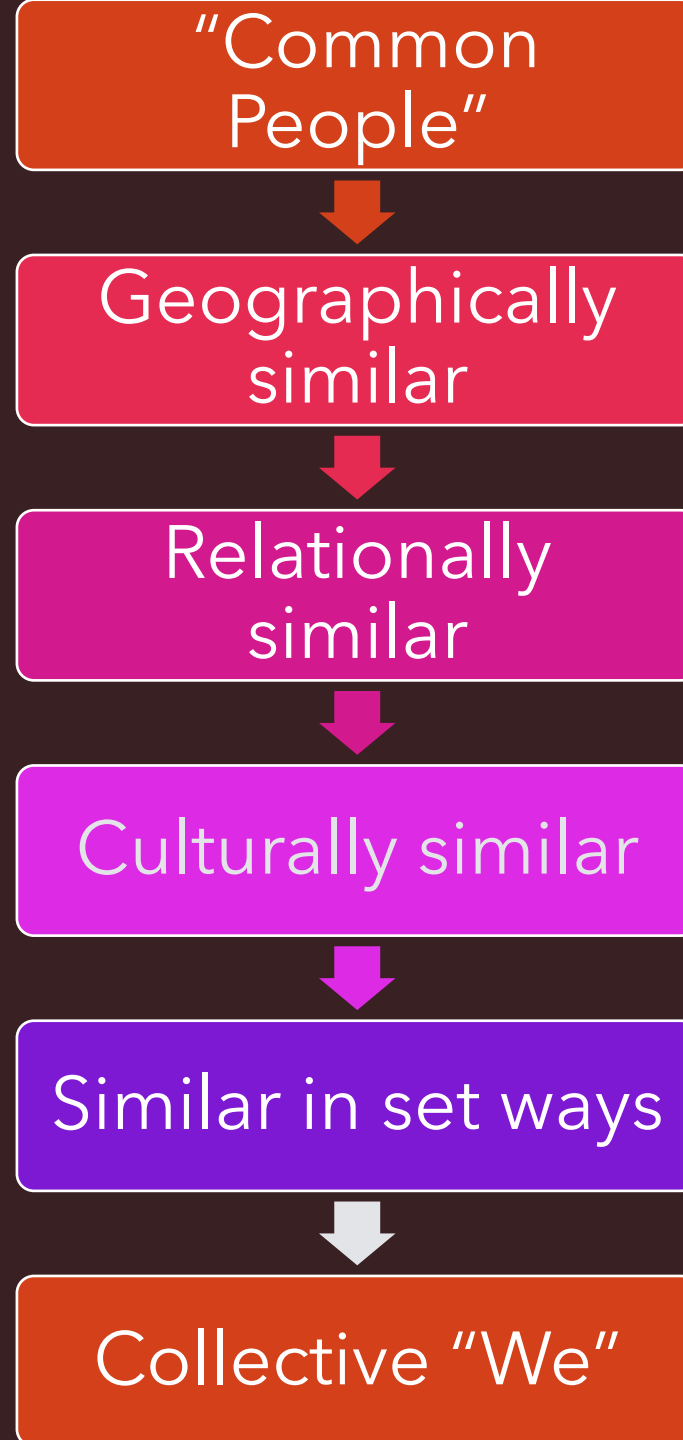 “Common
People”
Geographically
similar
Relationally
similar
Culturally similar
Similar in set ways
Collective “We”